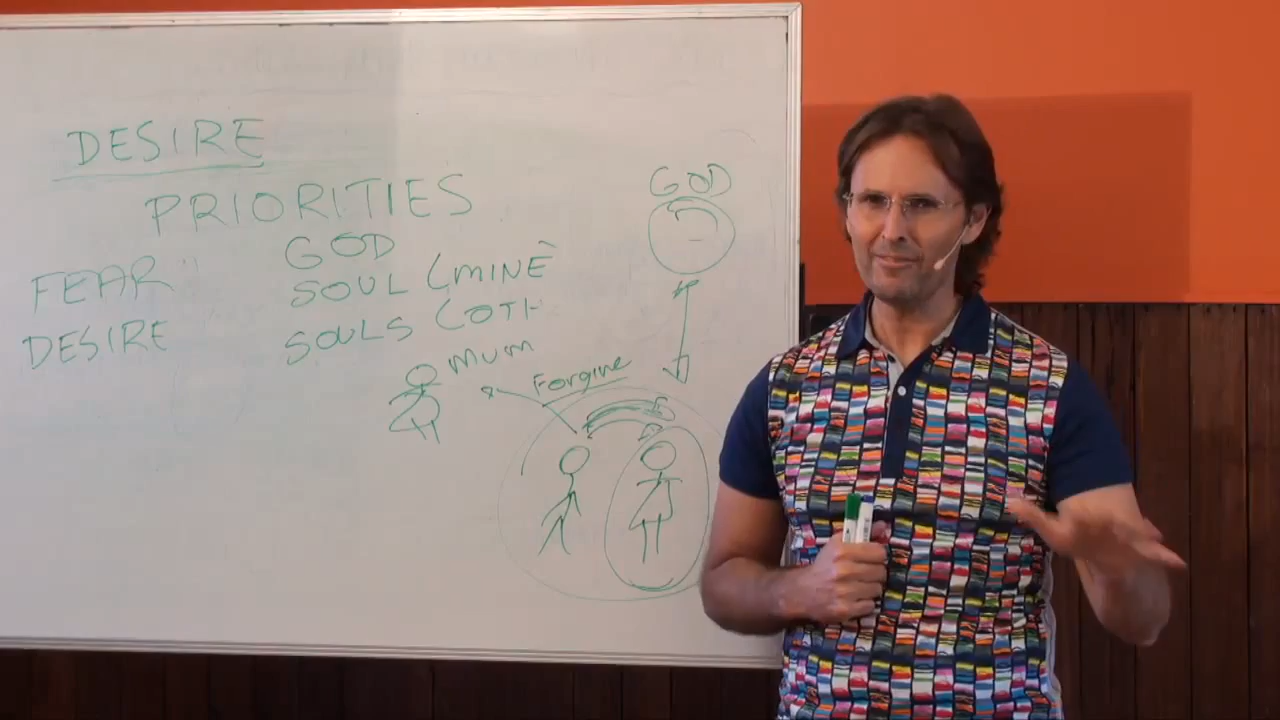 DESIRE
PRIORITIES
GOD
FEAR
SOUL (MINE
DESIRE
SOULS (OTH
MUM
Forgive
GOD